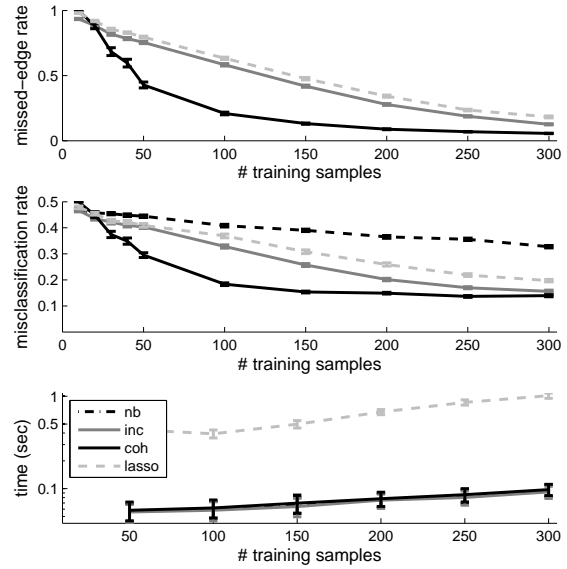 missed-edge rate
1
0.5
0
0 50 100 150 200 250 300
# training samples
misclassification rate
0.5
0.4
0.3
0.2
0.1
0 50 100 150 200 250 300
# training samples
time (sec)
1
0.5
0.1
nb
inc
coh
lasso
50 100 150 200 250 300
# training samples